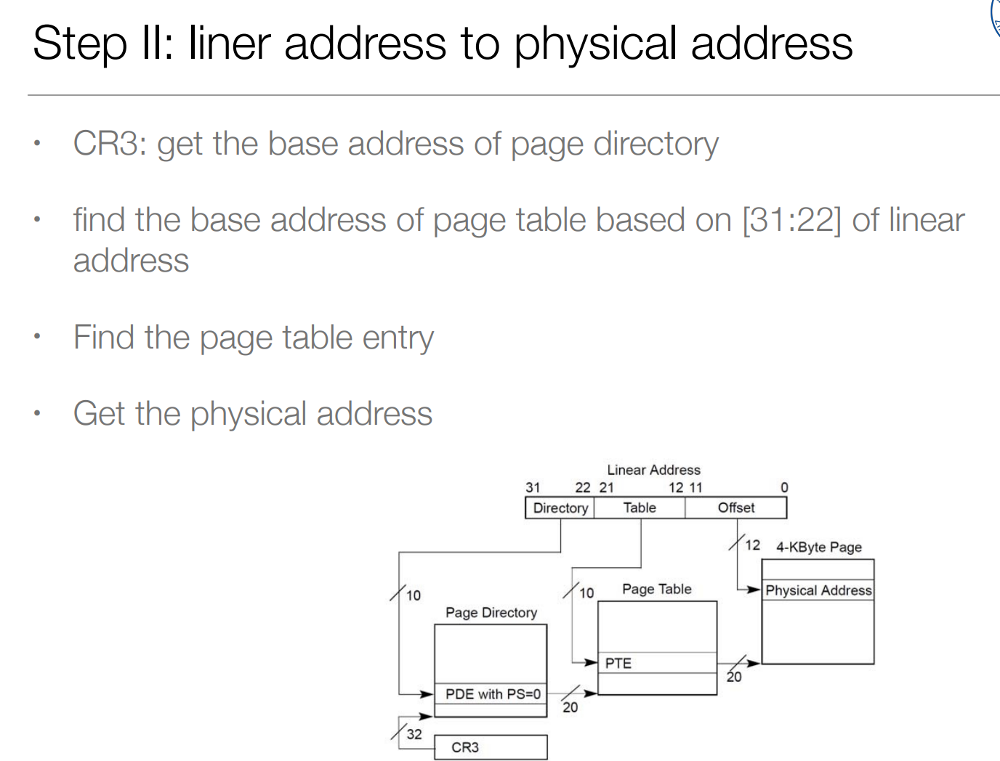 Step II: liner address to physical address
• CR3: get the base address of page directory
• find the base address of page table based on [31:22] of linear
address
• Find the page table entry
• Get the physical address
Linear Address
31 22 21 12 11 0
Directory Table Offset
12 4-KByte Page
10 10 Page Table Physical Address
Page Directory
PTE
20
PDE with PS=0
20
32
CR3